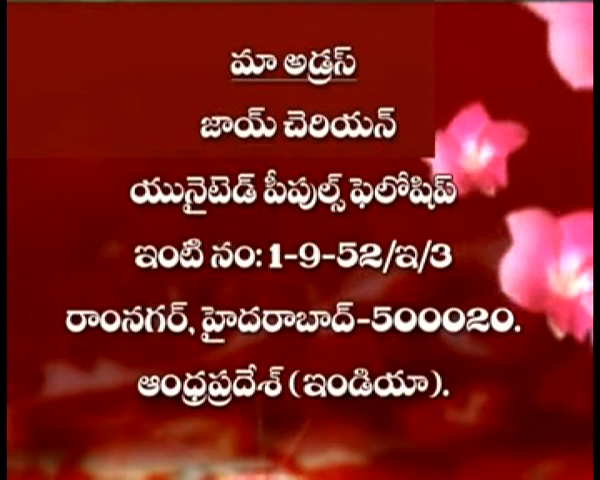 మా అడ్రస్
జాయ్ చెరియన్
యునైటెడ్ పీపుల్స్ ఫెలోషిప్
ఇంటి నం: 1-9-52/ఇ/3
రాంనగర్, హైదరాబాద్-500020.
ఆంధ్రప్రదేశ్ (ఇండియా).